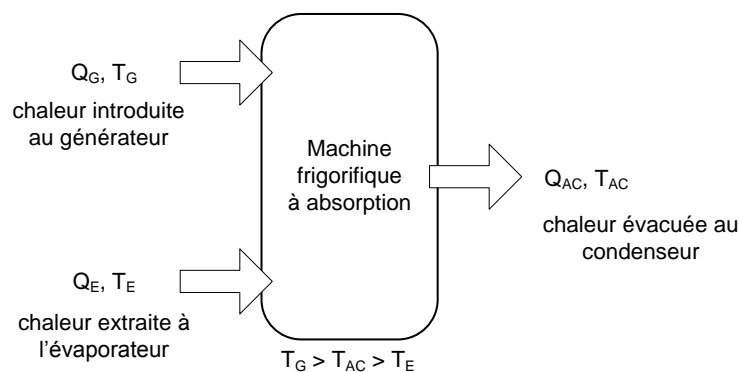 Q_G, T_G
chaleur introduite
au générateur
Machine
frigorifique
à absorption
Q_AC, T_AC
chaleur évacuée au
condenseur
Q_E, T_E
chaleur extraite à
l'évaporateur
T_G > T_AC > T_E